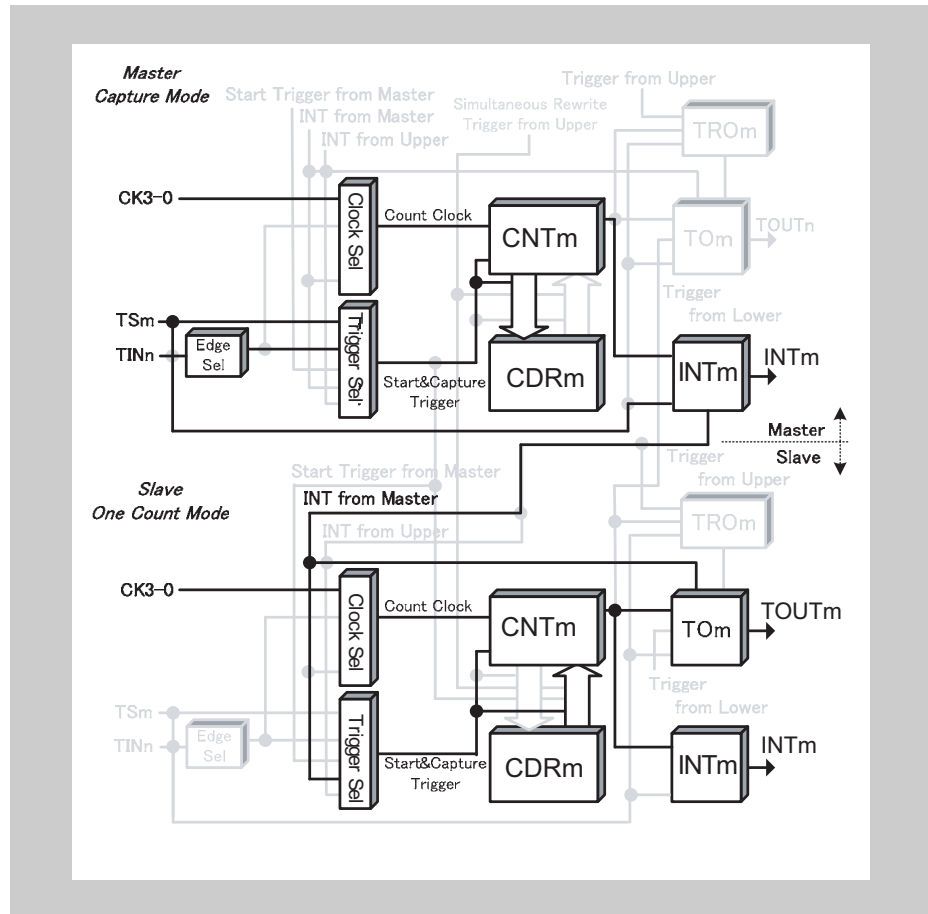 Master
Capture Mode
Trigger from Upper
Start Trigger from Master
INT from Master
INT from Upper
Simultaneous Rewrite
Trigger from Upper
TROm
CK3-0
Clock Sel
Count Clock
CNTm
TOm
TOUTn
Trigger
from Lower
TSm
TINn
Edge
Sel
Trigger Sel
Start&Capture
Trigger
CDRm
INTm
INTm
Master
Slave
Slave
One Count Mode
Start Trigger from Master
INT from Master
INT from Upper
Trigger
from Upper
TROm
CK3-0
Clock Sel
Count Clock
CNTm
TOm
TOUTm
Trigger
from Lower
TSm
TINn
Edge
Sel
Trigger Sel
Start&Capture
Trigger
CDRm
INTm
INTm